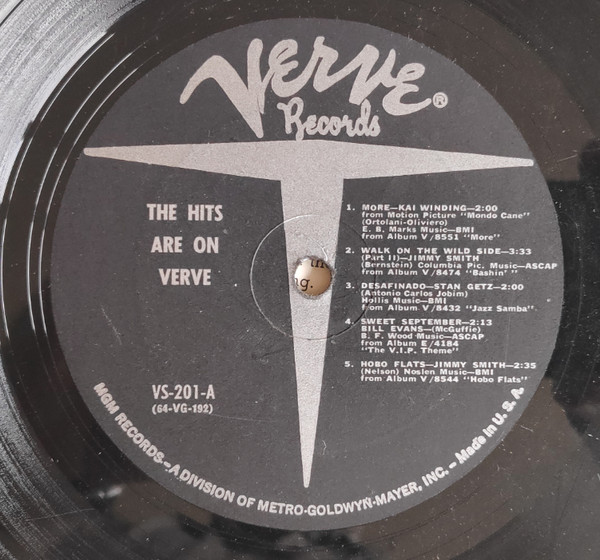 Verve®
Records
THE HITS
ARE ON
VERVE
VS-201-A
(64-VG-192)
1. MORE—KAI WINDING—2:00
from Motion Picture "Mondo Cane"
(Ortolani-Oliviero)
E. B. Marks Music—BMI
from Album V/8551 "More"
2. WALK ON THE WILD SIDE—3:33
(Part II)—JIMMY SMITH
(Bernstein) Columbia Pic. Music—ASCAP
from Album V/8474 "Bashin' "
3. DESAFINADO—STAN GETZ—2:00
(Antonio Carlos Jobim)
Hollis Music—BMI
from Album V/8432 "Jazz Samba"
4. SWEET SEPTEMBER—2:13
BILL EVANS—(McGuffie)
B. F. Wood Music—ASCAP
from Album E/4184
"The V.I.P. Theme"
5. HOBO FLATS—JIMMY SMITH—2:35
(Nelson) Noslen Music—BMI
from Album V/8544 "Hobo Flats"
MGM RECORDS—A DIVISION OF METRO-GOLDWYN-MAYER, INC. – Made in U. S. A.